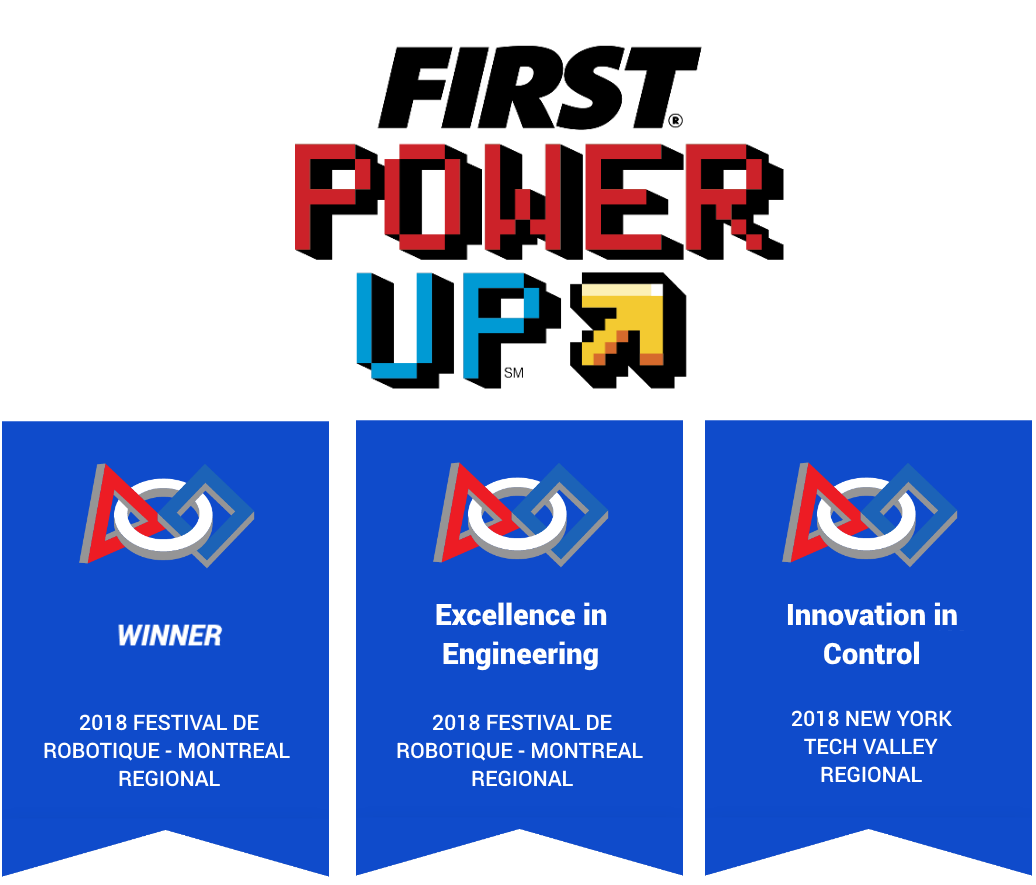 FIRST®
POWER
UP℠
WINNER
2018 FESTIVAL DE
ROBOTIQUE - MONTREAL
REGIONAL
Excellence in
Engineering
2018 FESTIVAL DE
ROBOTIQUE - MONTREAL
REGIONAL
Innovation in
Control
2018 NEW YORK
TECH VALLEY
REGIONAL